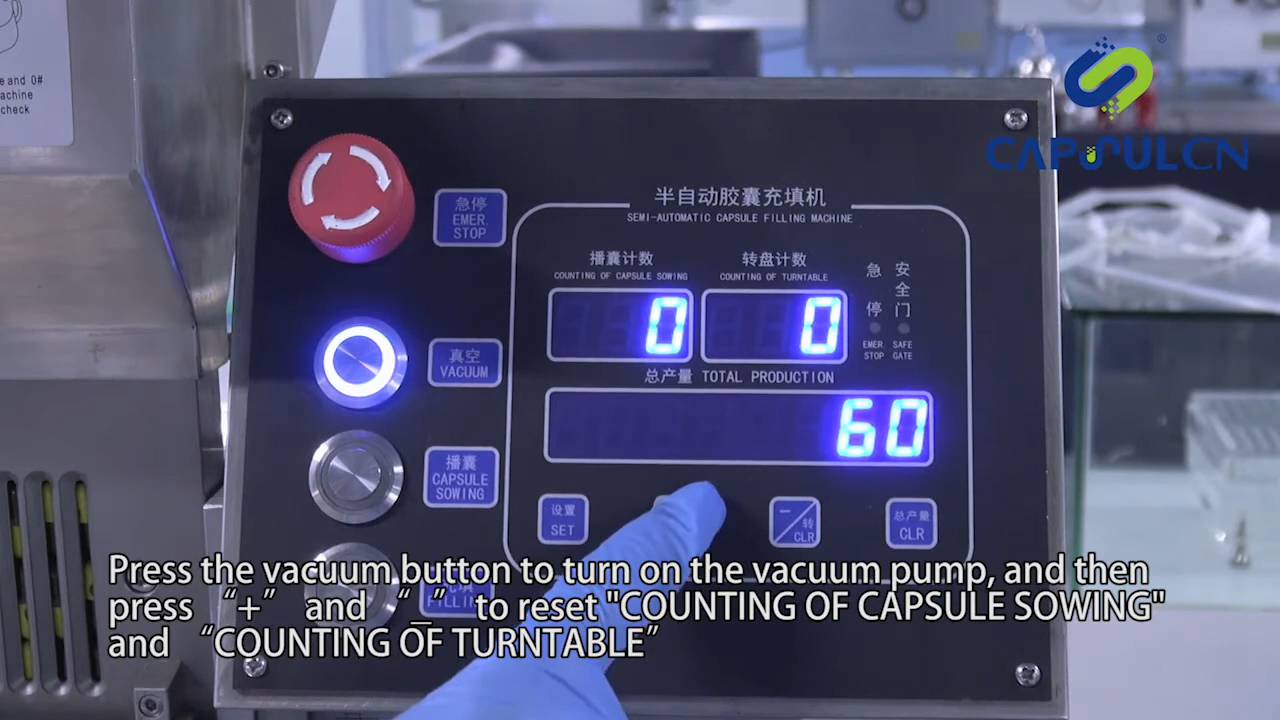 e and 0#
achine
check
®
CAPSULCN
急停
EMER.
STOP
半自动胶囊充填机
SEMI-AUTOMATIC CAPSULE FILLING MACHINE
播囊计数
COUNTING OF CAPSULE SOWING
转盘计数
COUNTING OF TURNTABLE
急停
安全门
0
0
EMER.
STOP
SAFE
GATE
真空
VACUUM
总产量 TOTAL PRODUCTION
60
播囊
CAPSULE
SOWING
设置
SET
－
转
CLR
总产量
CLR
FILLING
Press the vacuum button to turn on the vacuum pump, and then
press “+” and “_” to reset "COUNTING OF CAPSULE SOWING"
and “COUNTING OF TURNTABLE”